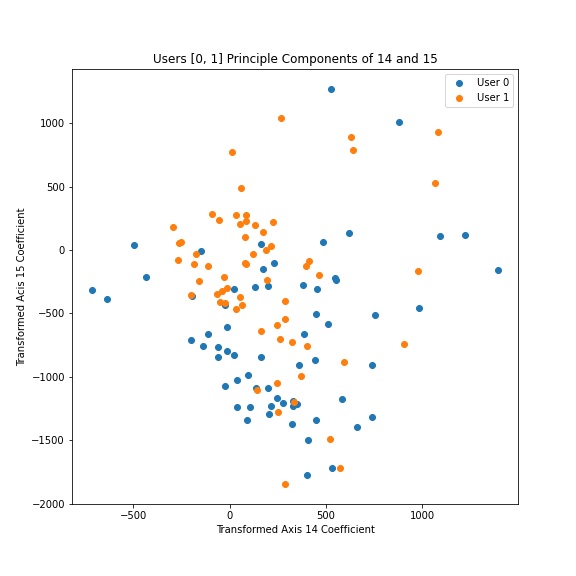 Users [0, 1] Principle Components of 14 and 15
User 0
User 1
1000
500
0
−500
−1000
−1500
−2000
Transformed Acis 15 Coefficient
−500
0
500
1000
Transformed Axis 14 Coefficient